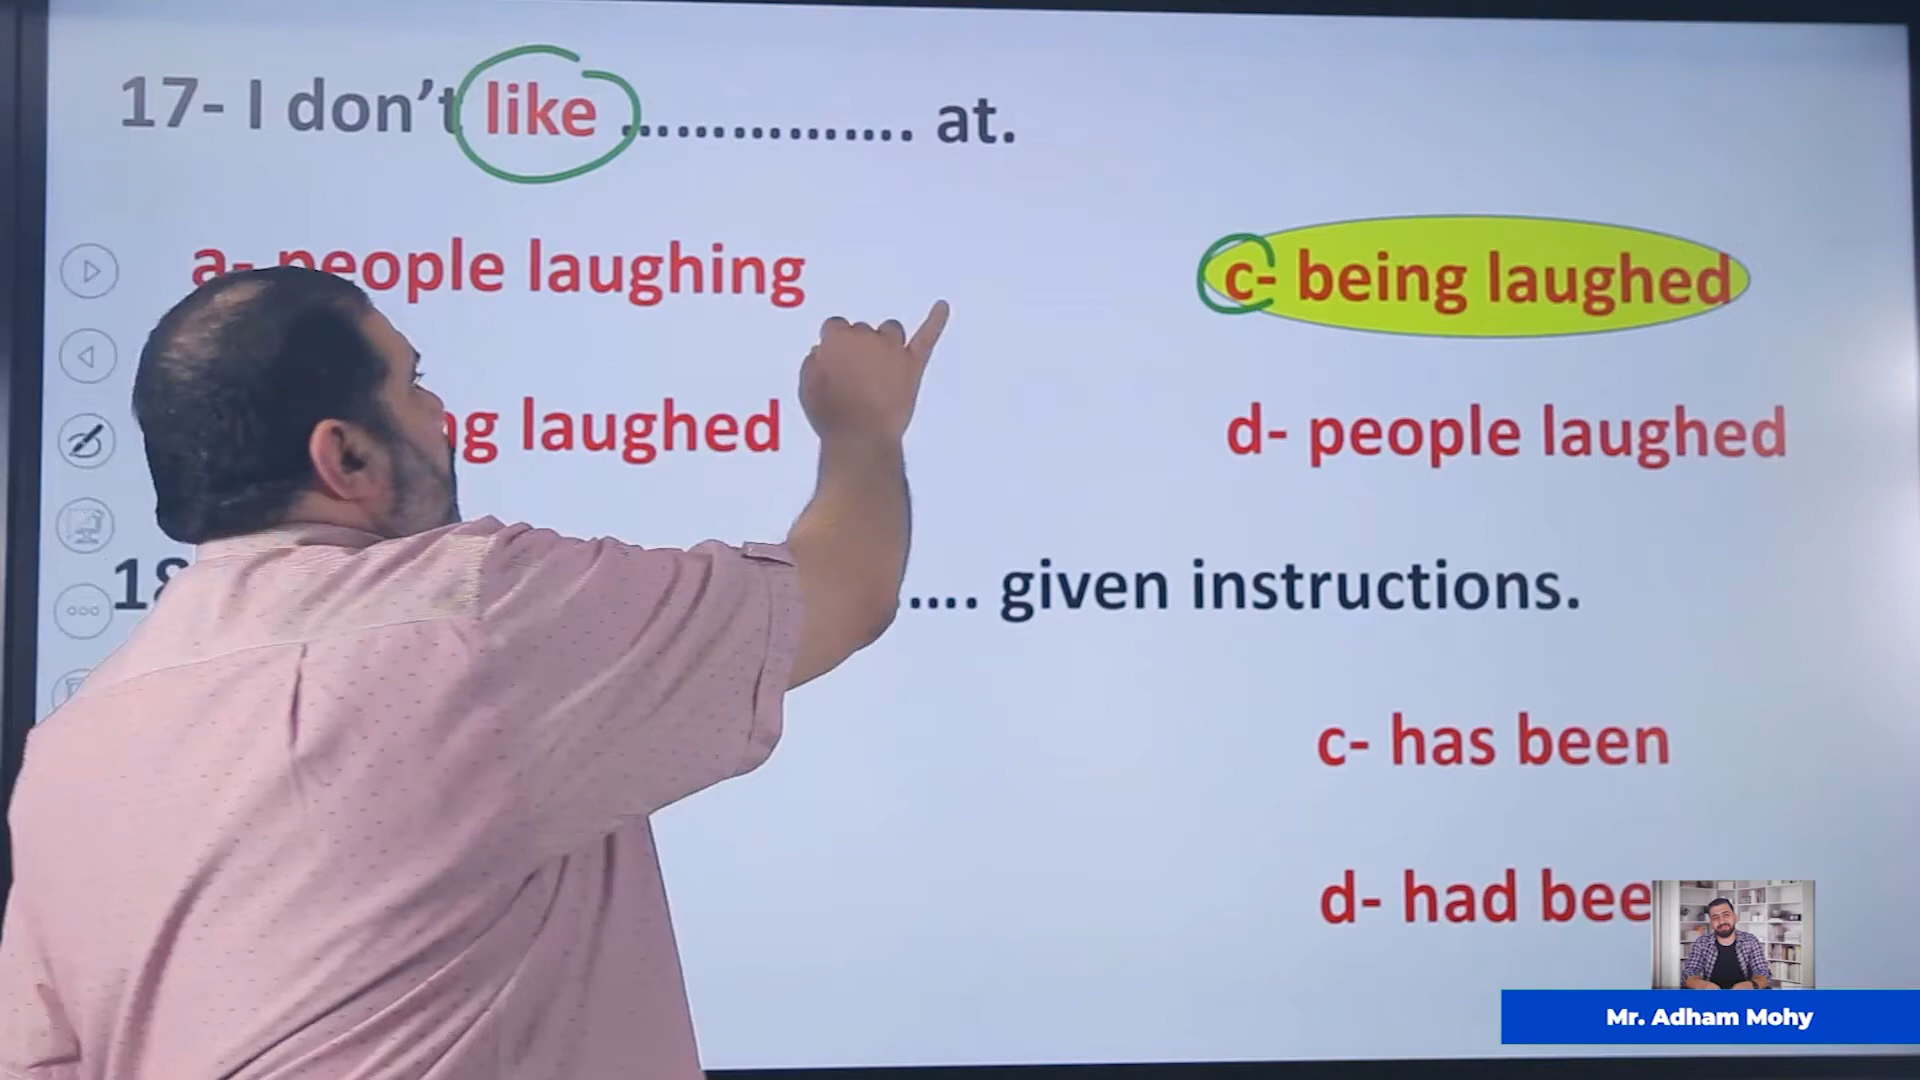 17- I don't like ................ at.
a- people laughing
c- being laughed
laughed
d- people laughed
18
.... given instructions.
c- has been
d- had bee
Mr. Adham Mohy